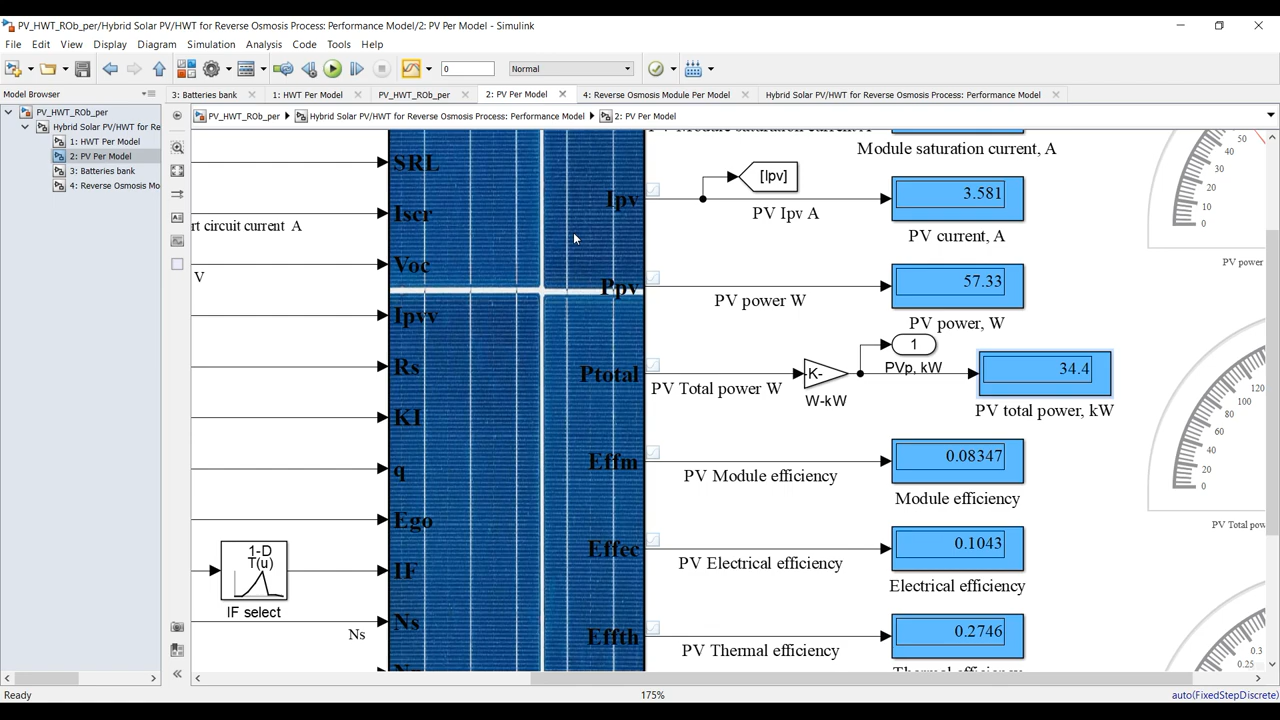 PV_HWT_ROb_per/Hybrid Solar PV/HWT for Reverse Osmosis Process: Performance Model/2: PV Per Model - Simulink
File Edit View Display Diagram Simulation Analysis Code Tools Help
0 Normal
Model Browser
3: Batteries bank 1: HWT Per Model PV_HWT_ROb_per 2: PV Per Model 4: Reverse Osmosis Module Per Model Hybrid Solar PV/HWT for Reverse Osmosis Process: Performance Model
PV_HWT_ROb_per Hybrid Solar PV/HWT for Reverse Osmosis Process: Performance Model 2: PV Per Model
PV_HWT_ROb_per
Hybrid Solar PV/HWT for Re
1: HWT Per Model
2: PV Per Model
3: Batteries bank
4: Reverse Osmosis Mo
Module saturation current, A
SRL
[Ipv]
Iscr
rt circuit current A
Ipv
PV Ipv A
3.581
PV current, A
Voc
V
Ppv
PV power W
57.33
PV power, W
Ipvv
Rs
Ptotal
PV Total power W
-K-
W-kW
1
PVp, kW
34.4
PV total power, kW
KI
q
Effm
PV Module efficiency
0.08347
Module efficiency
Ego
Effec
PV Electrical efficiency
0.1043
Electrical efficiency
1-D
T(u)
IF select
IF
Ns
Ns
Effth
PV Thermal efficiency
50
30
20
10
0
PV power
120
100
80
60
40
20
0
PV Total pow
0.25
Ready 175% auto(FixedStepDiscrete)